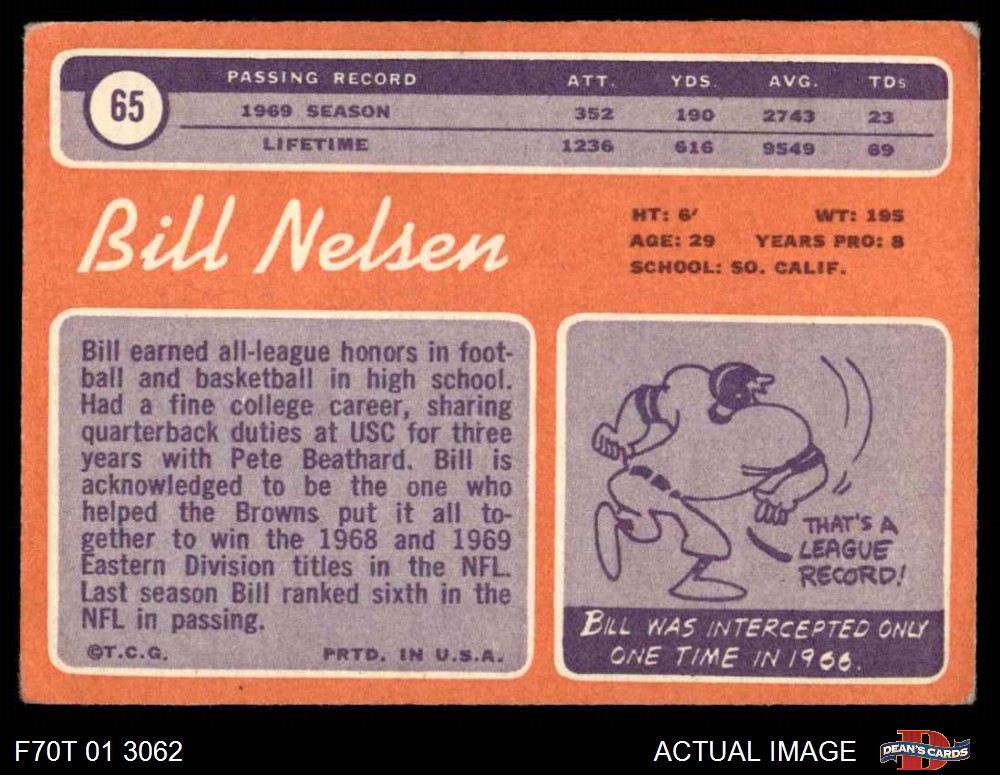 65
PASSING RECORD ATT. YDS. AVG. TDs
1969 SEASON 352 190 2743 23
LIFETIME 1236 616 9549 69
Bill Nelsen
HT: 6' WT: 195
AGE: 29 YEARS PRO: 8
SCHOOL: SO. CALIF.
Bill earned all-league honors in foot-
ball and basketball in high school.
Had a fine college career, sharing
quarterback duties at USC for three
years with Pete Beathard. Bill is
acknowledged to be the one who
helped the Browns put it all to-
gether to win the 1968 and 1969
Eastern Division titles in the NFL.
Last season Bill ranked sixth in the
NFL in passing.
©T.C.G. PRTD. IN U.S.A.
THAT'S A
LEAGUE
RECORD!
BILL WAS INTERCEPTED ONLY
ONE TIME IN 1966.
F70T 01 3062 ACTUAL IMAGE DEAN'S CARDS